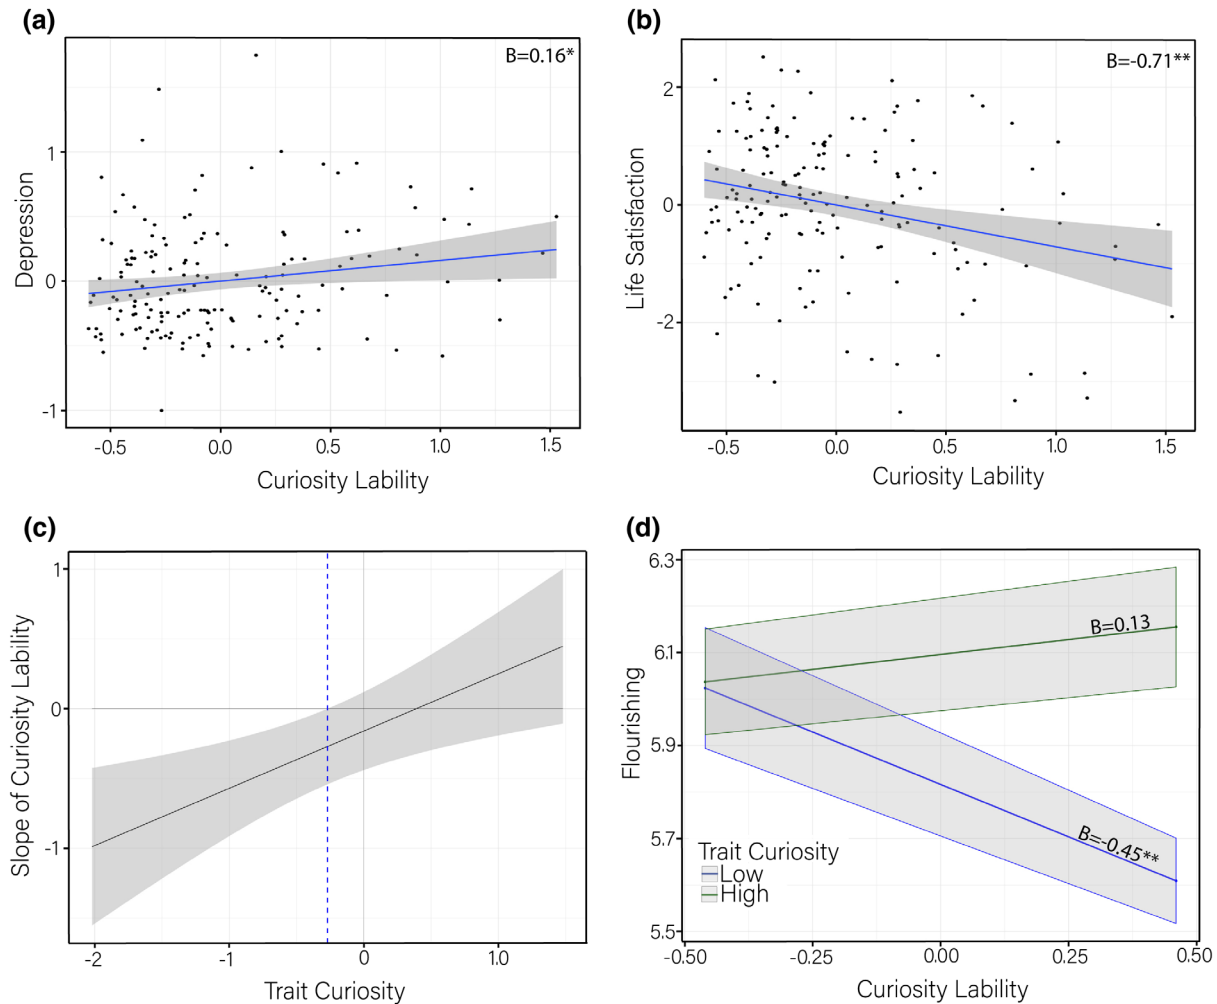 (a)
B=0.16*
Depression
1
0
-1
-0.5 0.0 0.5 1.0 1.5
Curiosity Lability
(b)
B=-0.71**
Life Satisfaction
2
0
-2
-0.5 0.0 0.5 1.0 1.5
Curiosity Lability
(c)
Slope of Curiosity Lability
1
0
-1
-2 -1 0 1.0
Trait Curiosity
(d)
Flourishing
6.3
6.1
5.9
5.7
5.5
B=0.13
B=-0.45**
Trait Curiosity
Low
High
-0.50 -0.25 0.00 0.25 0.50
Curiosity Lability